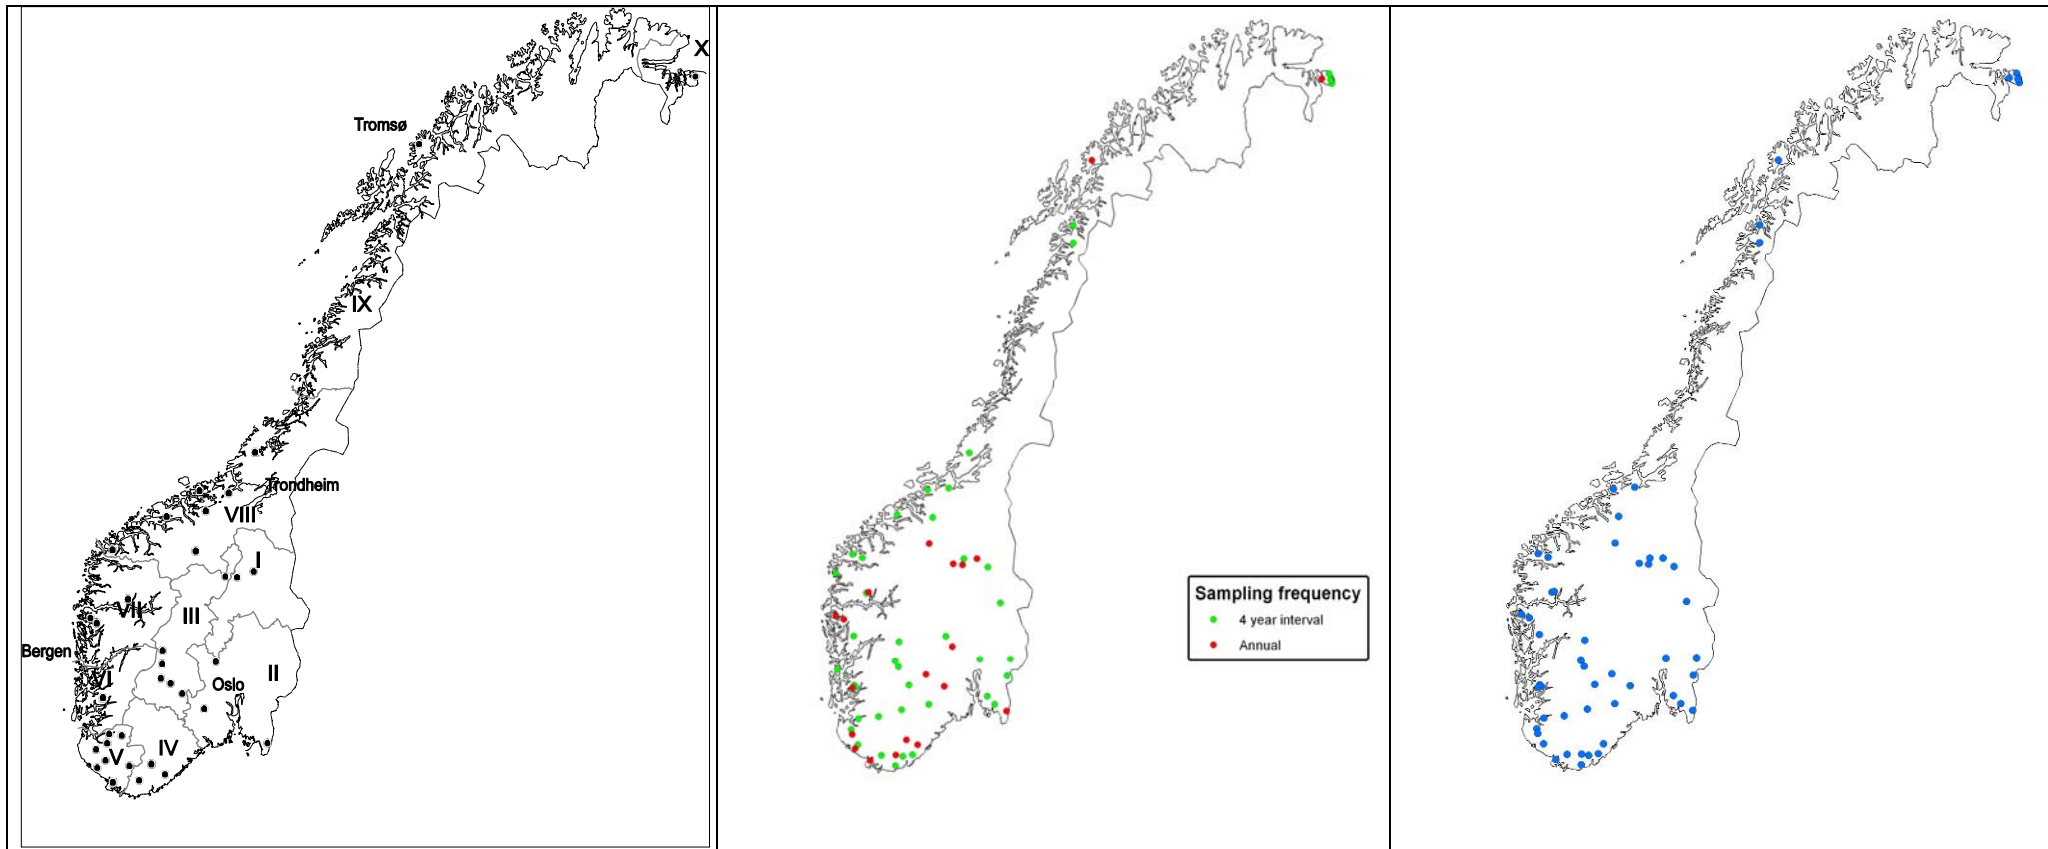 X
Tromsø
IX
Trondheim
VIII
I
VII
III
Bergen
VI
Oslo
II
V
IV
Sampling frequency
4 year interval
Annual